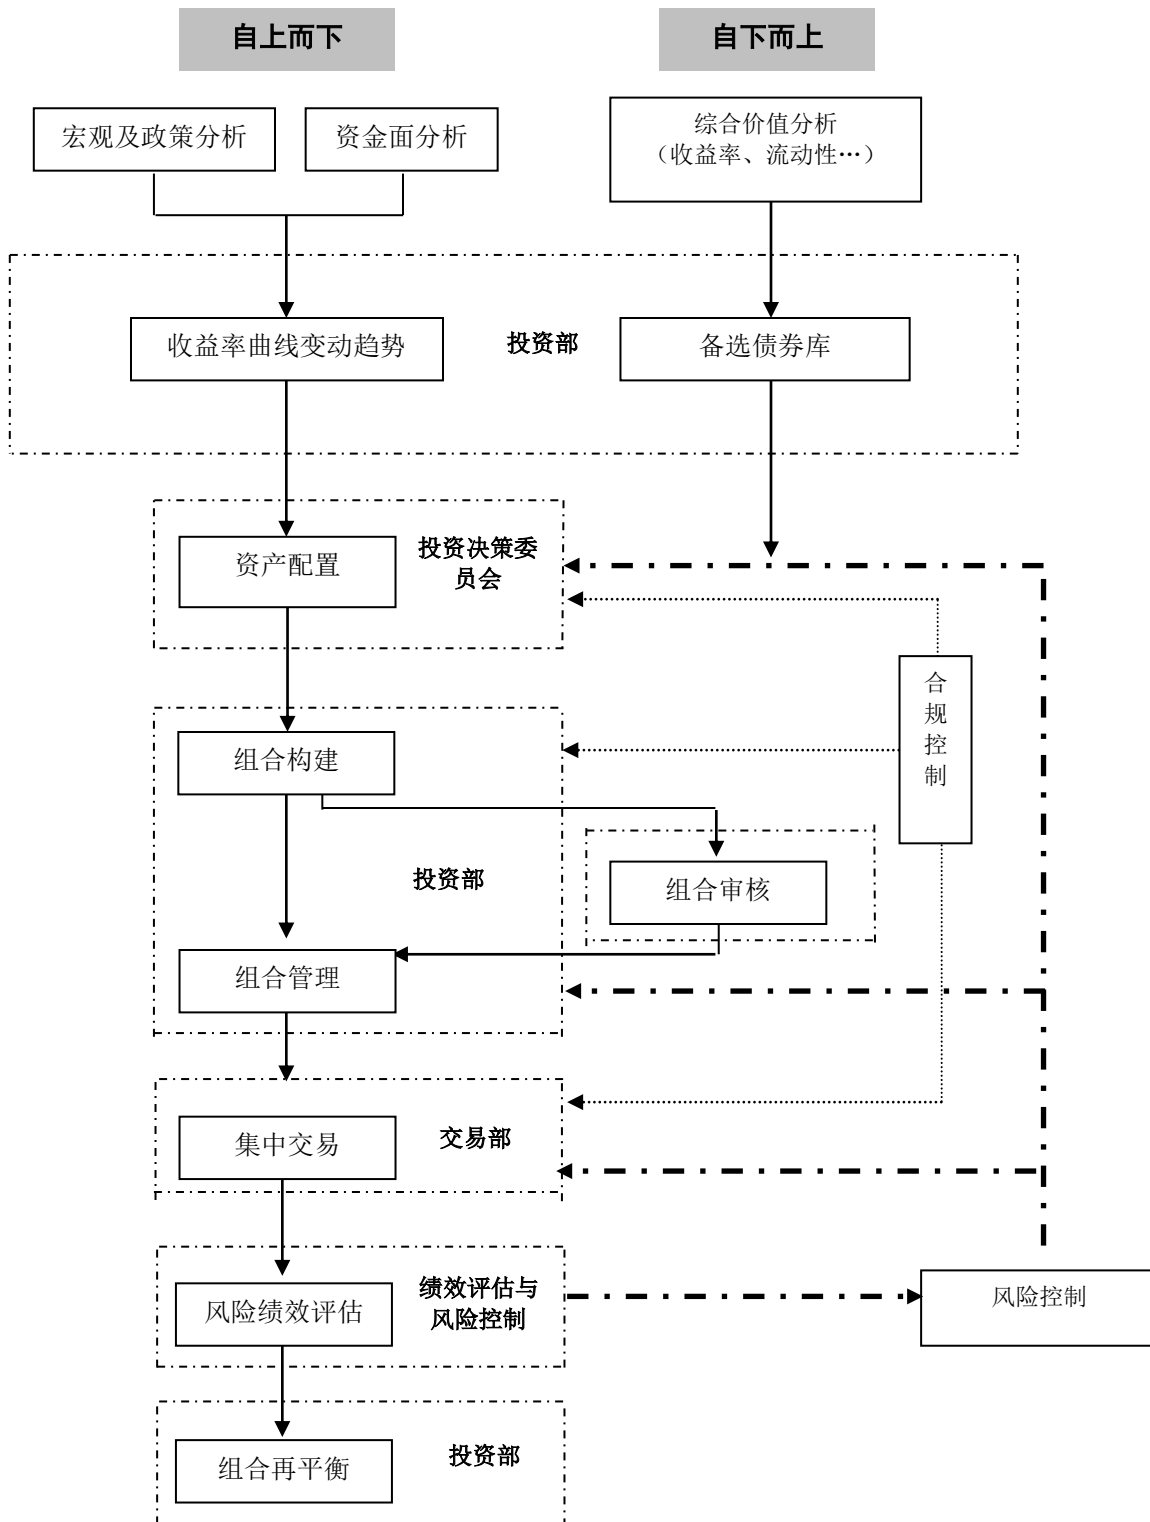 自上而下
自下而上
宏观及政策分析
资金面分析
综合价值分析
（收益率、流动性…）
收益率曲线变动趋势
投资部
备选债券库
资产配置
投资决策委
员会
合
规
控
制
组合构建
投资部
组合审核
组合管理
集中交易
交易部
风险绩效评估
绩效评估与
风险控制
风险控制
组合再平衡
投资部